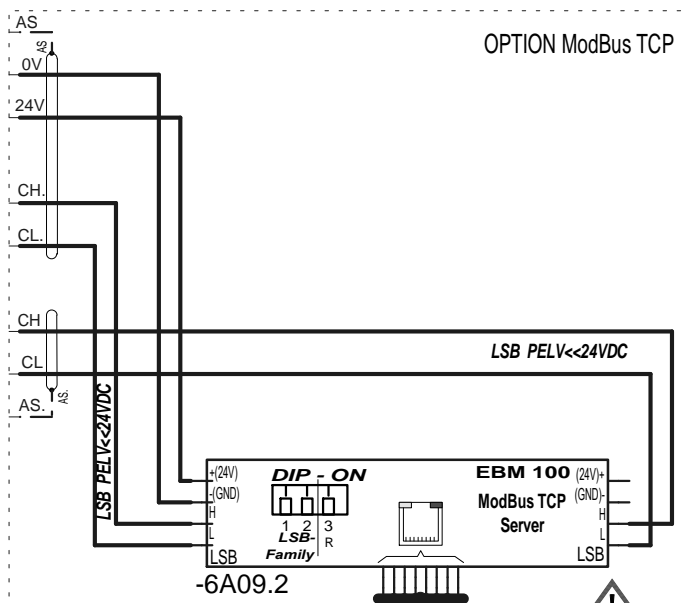 AS
AS
OPTION ModBus TCP
0V
24V
CH.
CL.
CH
LSB PELV<<24VDC
CL
AS.
AS.
LSB PELV<<24VDC
+(24V)
-(GND)
H
L
LSB
DIP - ON
1 2 3
LSB-
R
Family
EBM 100
ModBus TCP
Server
(24V)+
(GND)-
H
L
LSB
-6A09.2
!